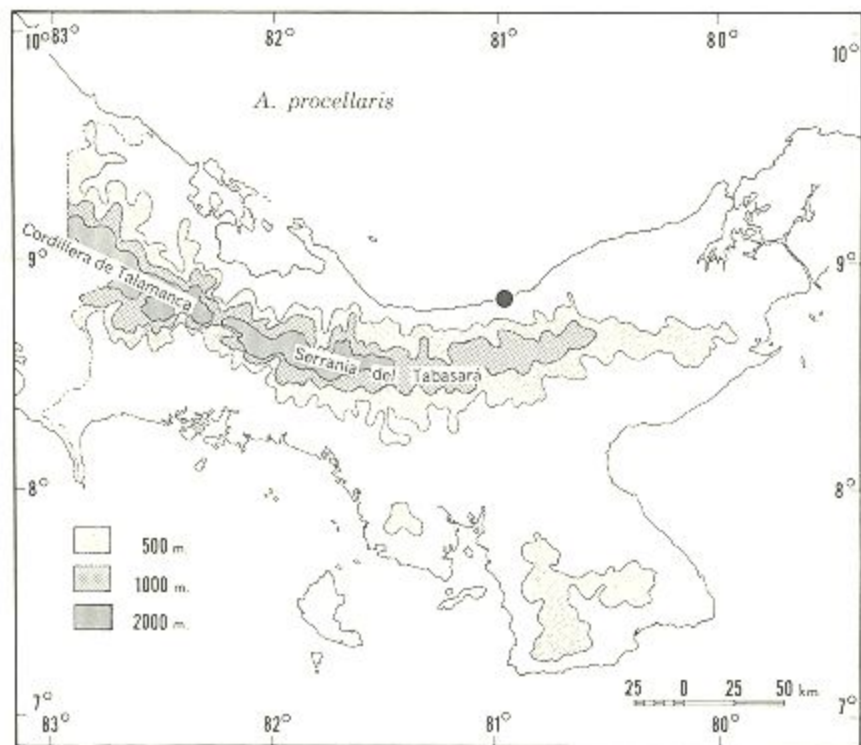 10° 83° 82° 81° 80° 10°
A. procellaris
Cordillera de Talamanca
9° 9°
Serranía del Tabasará
8° 8°
500 m.
1000 m.
2000 m.
25 0 25 50 km.
7° 7°
83° 82° 81° 80°